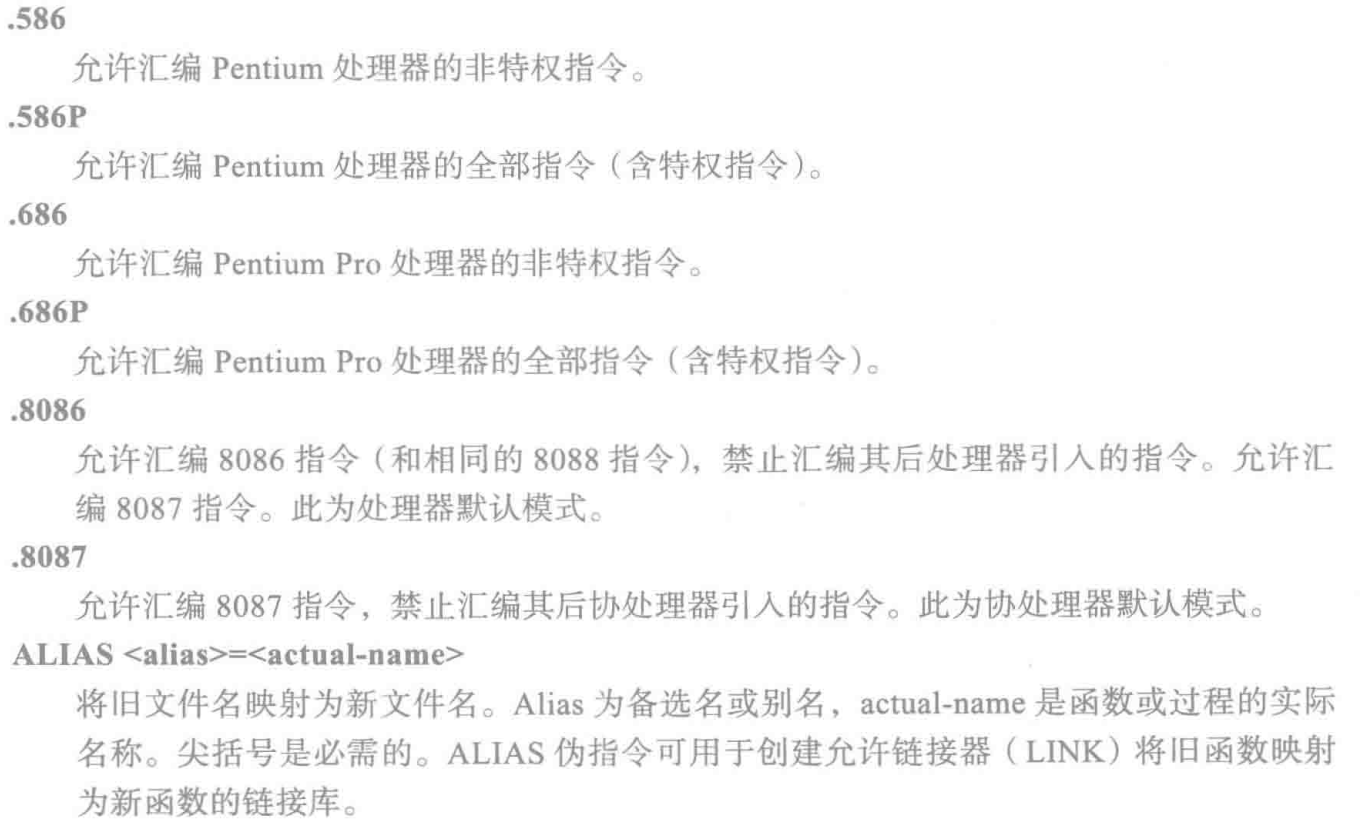 .586
允许汇编 Pentium 处理器的非特权指令。
.586P
允许汇编 Pentium 处理器的全部指令（含特权指令）。
.686
允许汇编 Pentium Pro 处理器的非特权指令。
.686P
允许汇编 Pentium Pro 处理器的全部指令（含特权指令）。
.8086
允许汇编 8086 指令（和相同的 8088 指令），禁止汇编其后处理器引入的指令。允许汇
编 8087 指令。此为处理器默认模式。
.8087
允许汇编 8087 指令，禁止汇编其后协处理器引入的指令。此为协处理器默认模式。
ALIAS <alias>=<actual-name>
将旧文件名映射为新文件名。Alias 为备选名或别名，actual-name 是函数或过程的实际
名称。尖括号是必需的。ALIAS 伪指令可用于创建允许链接器（LINK）将旧函数映射
为新函数的链接库。